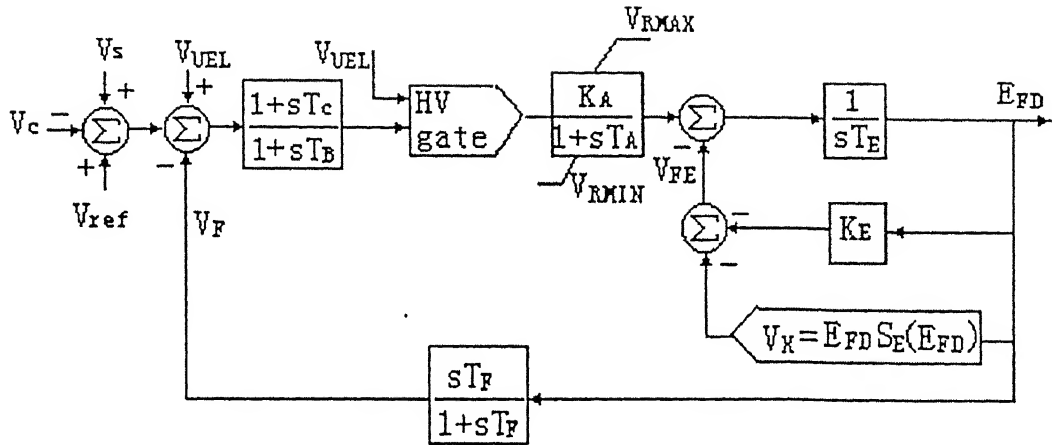 V_RMAX
V_s
V_UEL
V_UEL
1+sT_C
1+sT_B
HV
gate
K_A
1+sT_A
1
sT_E
E_FD
V_c
Σ
Σ
Σ
+
+
−
−
+
−
V_ref
V_F
V_RMIN
V_FE
Σ
−
−
K_E
V_X=E_FD S_E(E_FD)
sT_F
1+sT_F